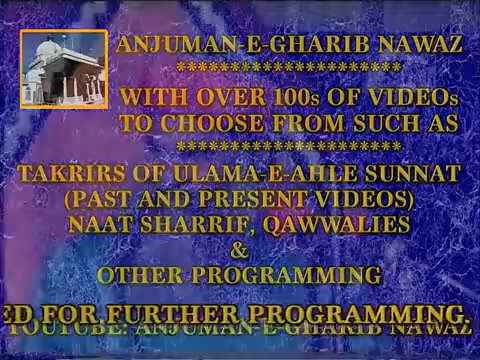 ANJUMAN-E-GHARIB NAWAZ
*********************
WITH OVER 100s OF VIDEOs
TO CHOOSE FROM SUCH AS
*********************
TAKRIRS OF ULAMA-E-AHLE SUNNAT
(PAST AND PRESENT VIDEOS)
NAAT SHARRIF, QAWWALIES
&
OTHER PROGRAMMING
ED FOR FURTHER PROGRAMMING.
YOUTUBE: ANJUMAN-E-GHARIB NAWAZ